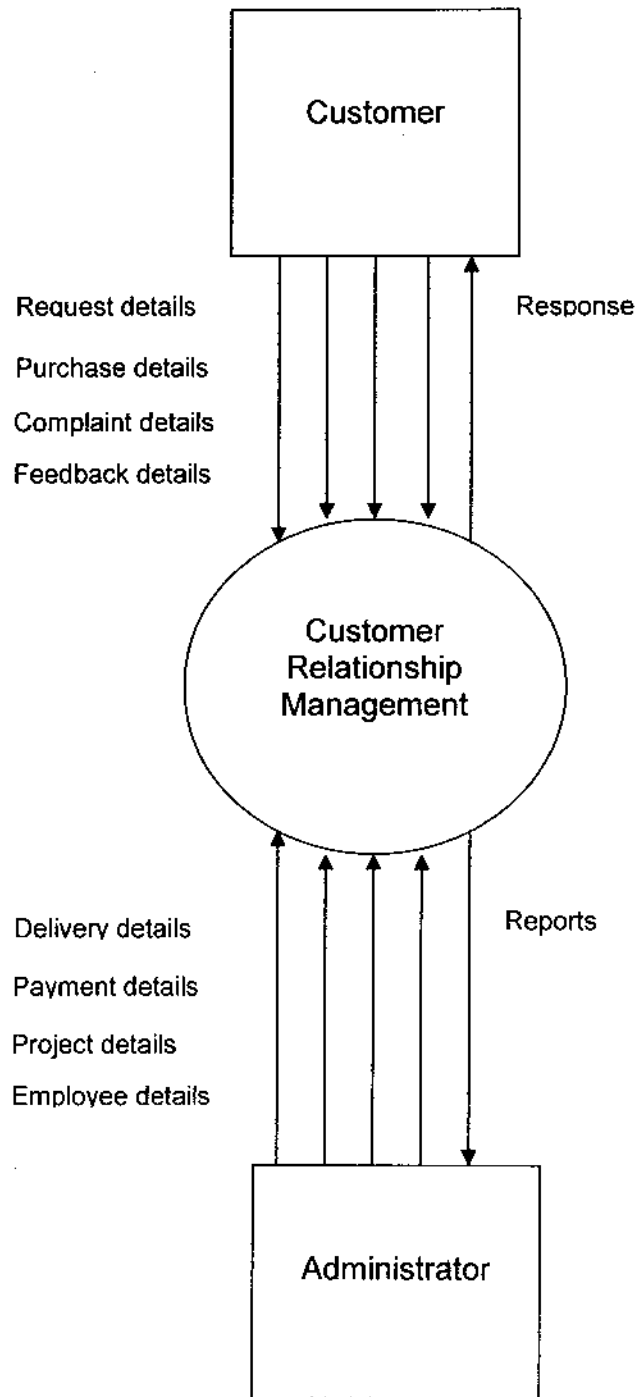 Customer
Request details
Response
Purchase details
Complaint details
Feedback details
Customer
Relationship
Management
Delivery details
Reports
Payment details
Project details
Employee details
Administrator